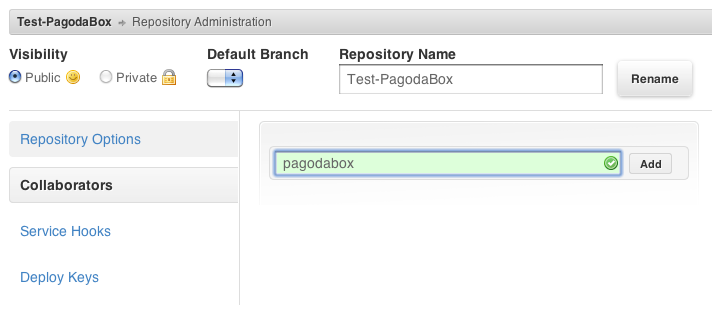 Test-PagodaBox → Repository Administration
Visibility Default Branch Repository Name
Public Private Test-PagodaBox Rename
Repository Options
Collaborators
Service Hooks
Deploy Keys
pagodabox Add